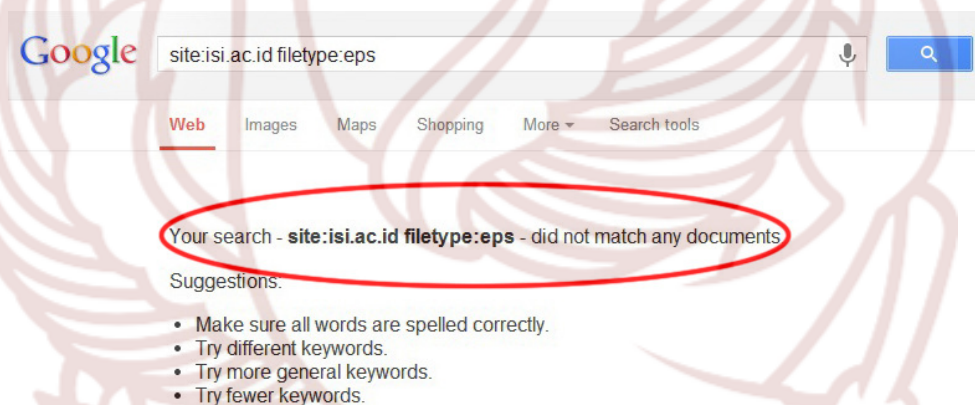 Google site:isi.ac.id filetype:eps
Web Images Maps Shopping More Search tools
Your search - site:isi.ac.id filetype:eps - did not match any documents
Suggestions:
• Make sure all words are spelled correctly.
• Try different keywords.
• Try more general keywords.
• Try fewer keywords.